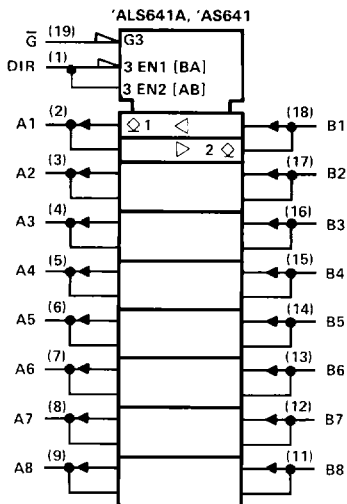 'ALS641A, 'AS641
G̅ (19) G3
DIR (1) 3 EN1 [BA]
3 EN2 [AB]
A1 (2) 1 (18) B1
2
A2 (3) (17) B2
A3 (4) (16) B3
A4 (5) (15) B4
A5 (6) (14) B5
A6 (7) (13) B6
A7 (8) (12) B7
A8 (9) (11) B8